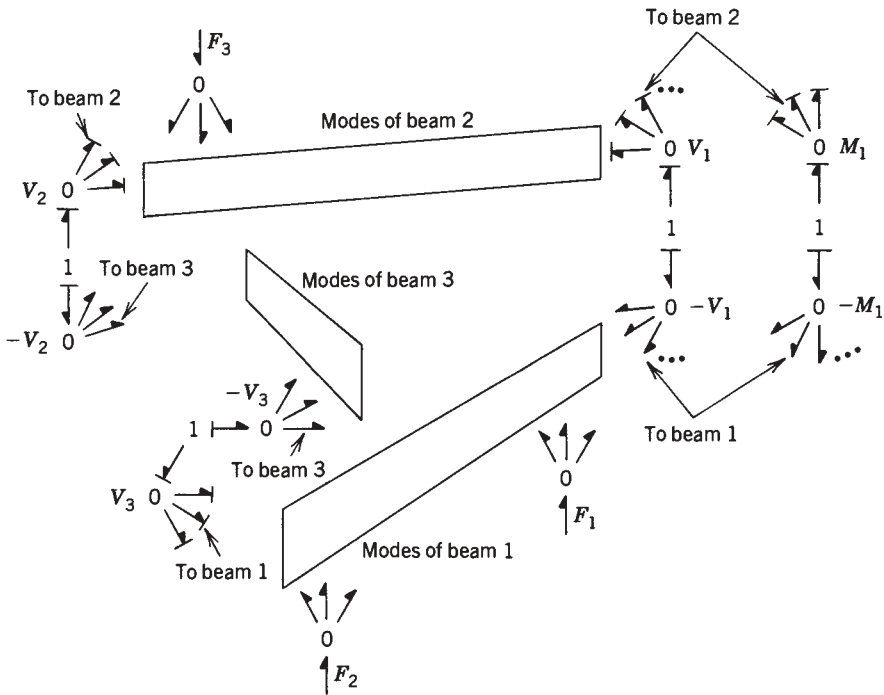 To beam 2
F3
0
To beam 2
Modes of beam 2
V2 0
0 V1
0 M1
1
1
1
To beam 3
Modes of beam 3
-V2 0
0 -V1
0 -M1
-V3
1
0
To beam 3
To beam 1
V3 0
0
F1
To beam 1
Modes of beam 1
0
F2